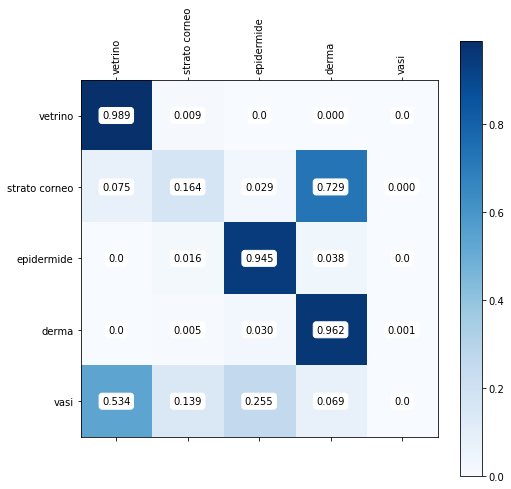 vetrino strato corneo epidermide derma vasi
vetrino 0.989 0.009 0.0 0.000 0.0
strato corneo 0.075 0.164 0.029 0.729 0.000
epidermide 0.0 0.016 0.945 0.038 0.0
derma 0.0 0.005 0.030 0.962 0.001
vasi 0.534 0.139 0.255 0.069 0.0
0.8
0.6
0.4
0.2
0.0